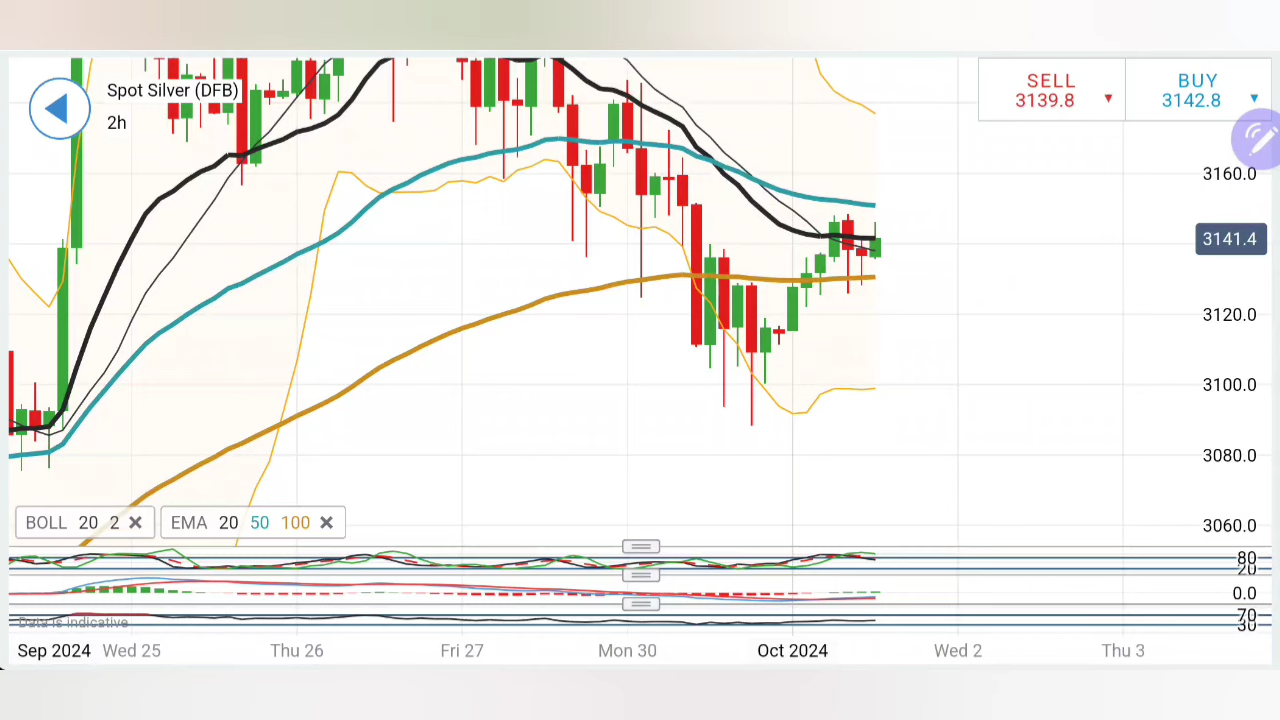 Spot Silver (DFB)
2h
SELL
3139.8
BUY
3142.8
3160.0
3141.4
3120.0
3100.0
3080.0
3060.0
BOLL 20 2
EMA 20 50 100
80
20
0.0
70
30
Data is indicative
Sep 2024 Wed 25 Thu 26 Fri 27 Mon 30 Oct 2024 Wed 2 Thu 3